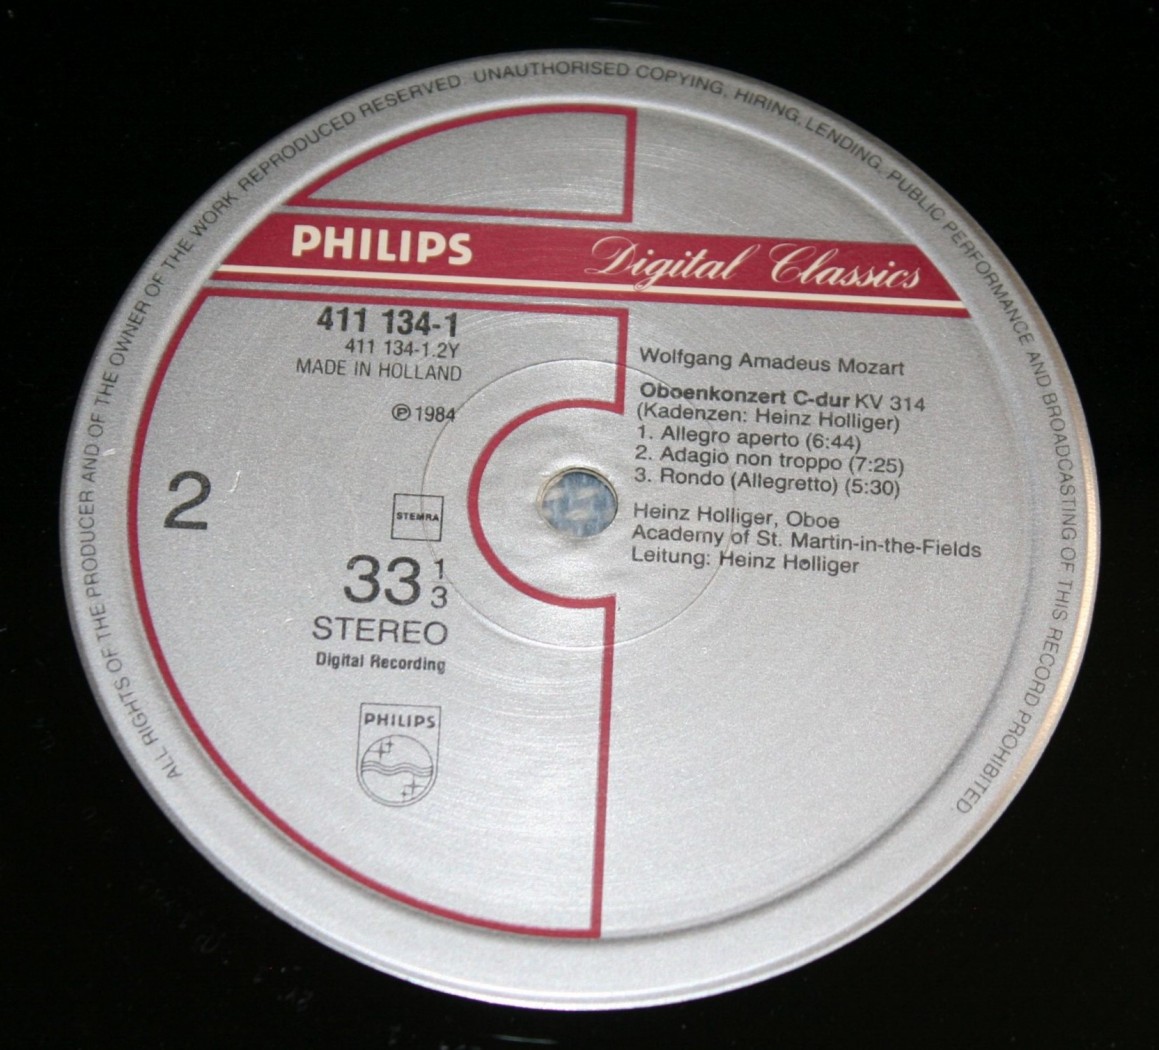 ALL RIGHTS OF THE PRODUCER AND OF THE OWNER OF THE WORK REPRODUCED RESERVED. UNAUTHORISED COPYING, HIRING, LENDING, PUBLIC PERFORMANCE AND BROADCASTING OF THIS RECORD PROHIBITED.
PHILIPS Digital Classics
411 134-1
411 134-1.2Y
MADE IN HOLLAND
℗ 1984
2
STEMRA
33 1/3
STEREO
Digital Recording
PHILIPS
Wolfgang Amadeus Mozart
Oboenkonzert C-dur KV 314
(Kadenzen: Heinz Holliger)
1. Allegro aperto (6:44)
2. Adagio non troppo (7:25)
3. Rondo (Allegretto) (5:30)
Heinz Holliger, Oboe
Academy of St. Martin-in-the-Fields
Leitung: Heinz Holliger